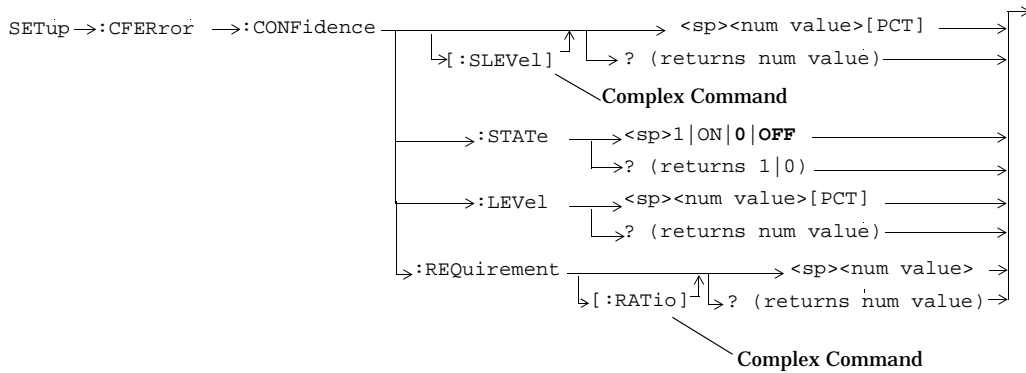 SETup :CFERror :CONFidence <sp><num value>[PCT]
[:SLEVel] ? (returns num value)
Complex Command
:STATe <sp>1|ON|0|OFF
? (returns 1|0)
:LEVel <sp><num value>[PCT]
? (returns num value)
:REQuirement <sp><num value>
[:RATio] ? (returns num value)
Complex Command